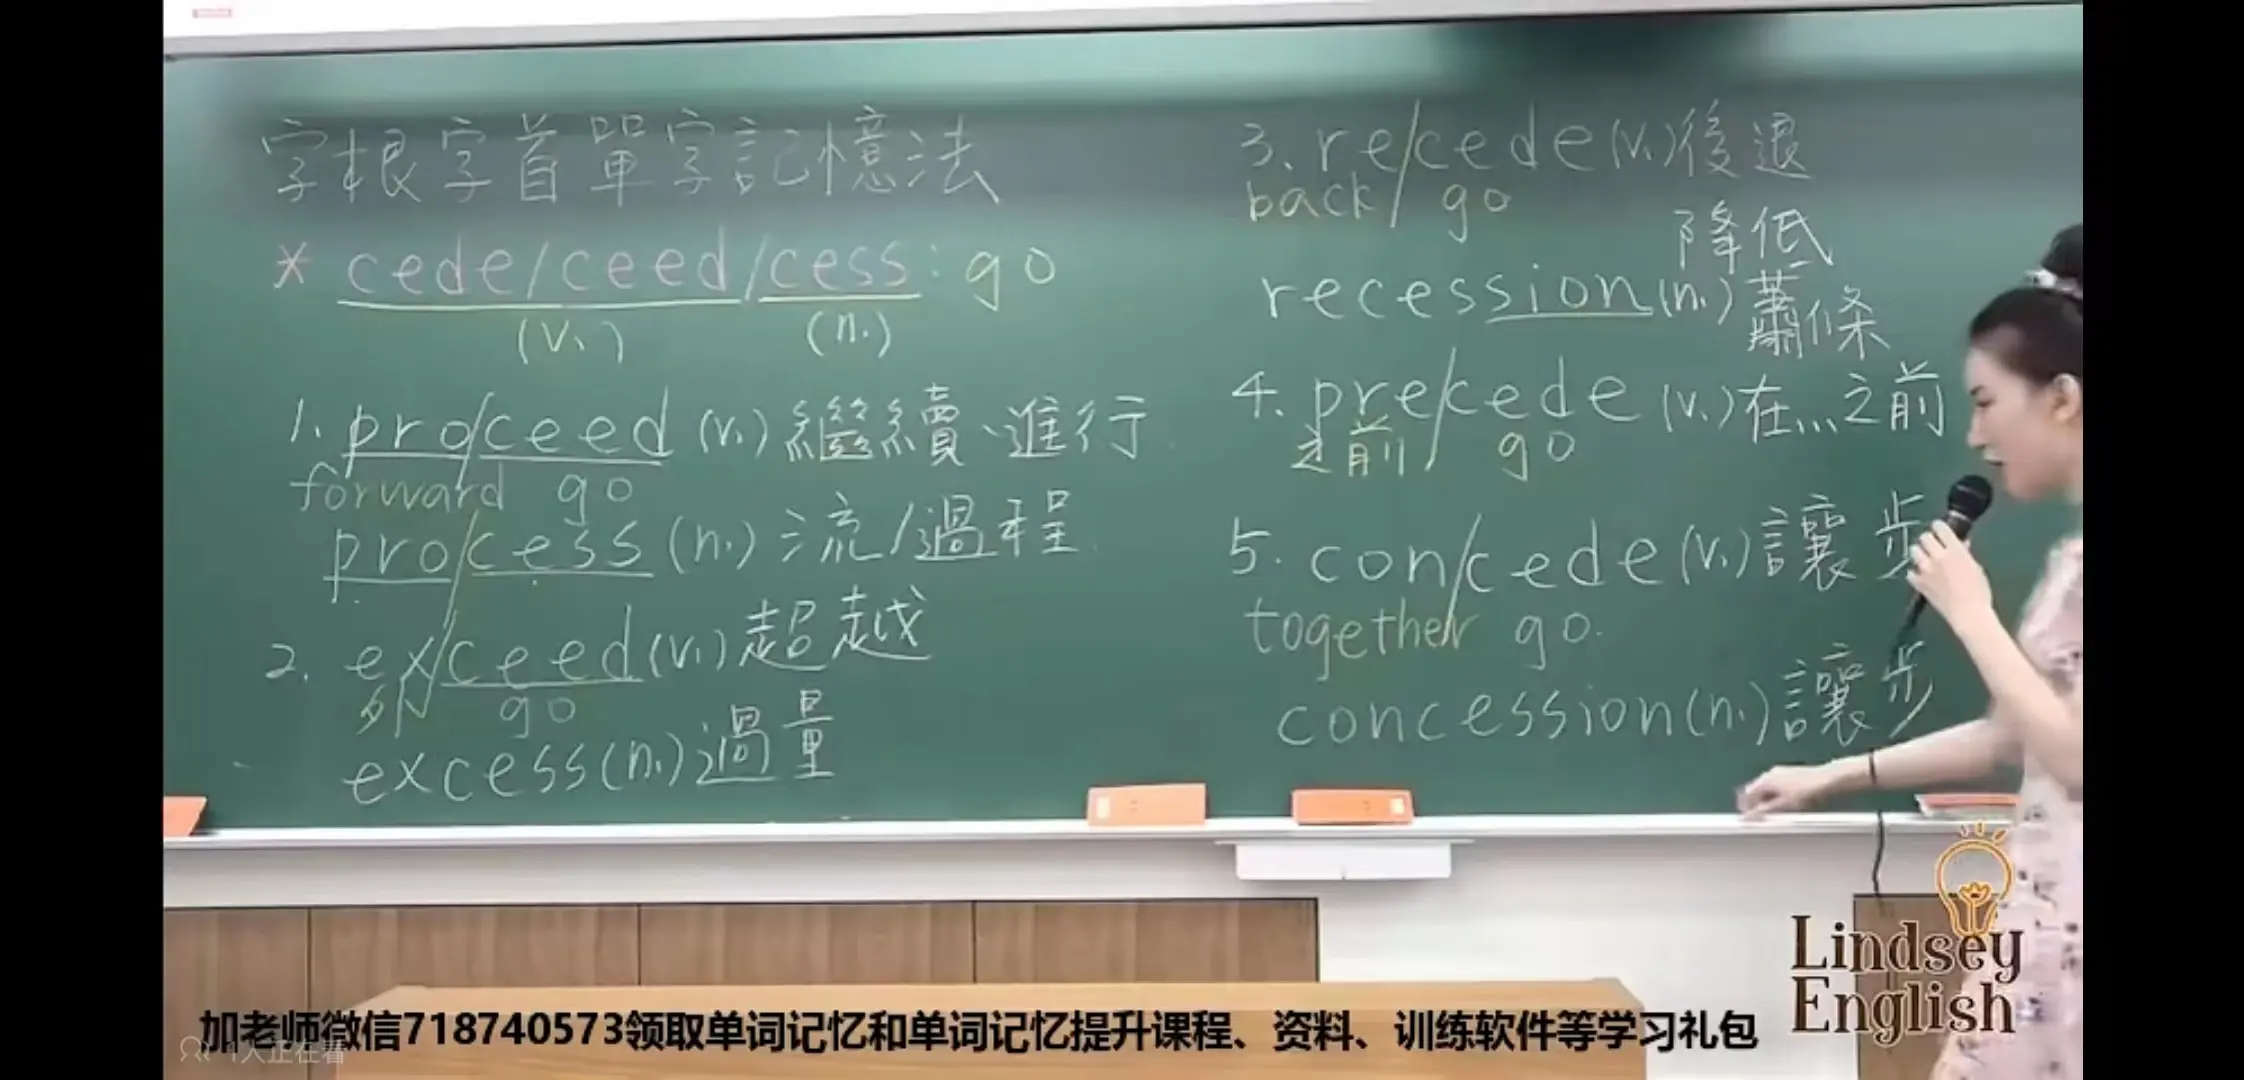 字根字首單字記憶法
* cede/ceed/cess: go
(v.) (n.)
1. pro/ceed (v.) 繼續、進行
forward go
pro/cess (n.) 流/過程
2. ex/ceed (v.) 超越
外 go
excess (n.) 過量
3. re/cede (v.) 後退
back/ go
降低
recession (n.) 蕭條
4. pre/cede (v.) 在...之前
之前/ go
5. con/cede (v.) 讓步
together go.
concession (n.) 讓步
Lindsey
English
加老师微信718740573领取单词记忆和单词记忆提升课程、资料、训练软件等学习礼包
1人正在看